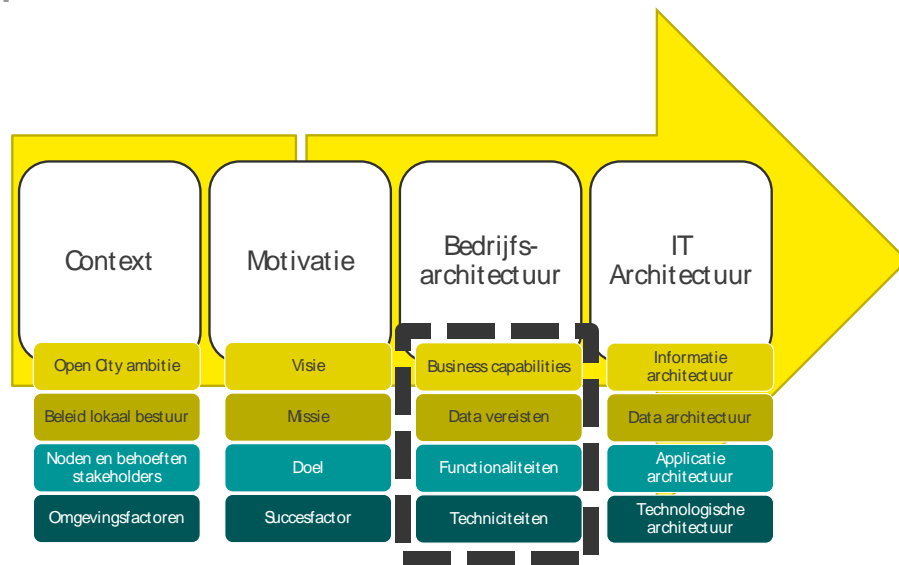 Context
Motivatie
Bedrijfs-
architectuur
IT
Architectuur
Open City ambitie
Visie
Business capabilities
Informatie
architectuur
Beleid lokaal bestuur
Missie
Data vereisten
Data architectuur
Noden en behoeften
stakeholders
Doel
Functionaliteiten
Applicatie
architectuur
Omgevingsfactoren
Succesfactor
Techniciteiten
Technologische
architectuur